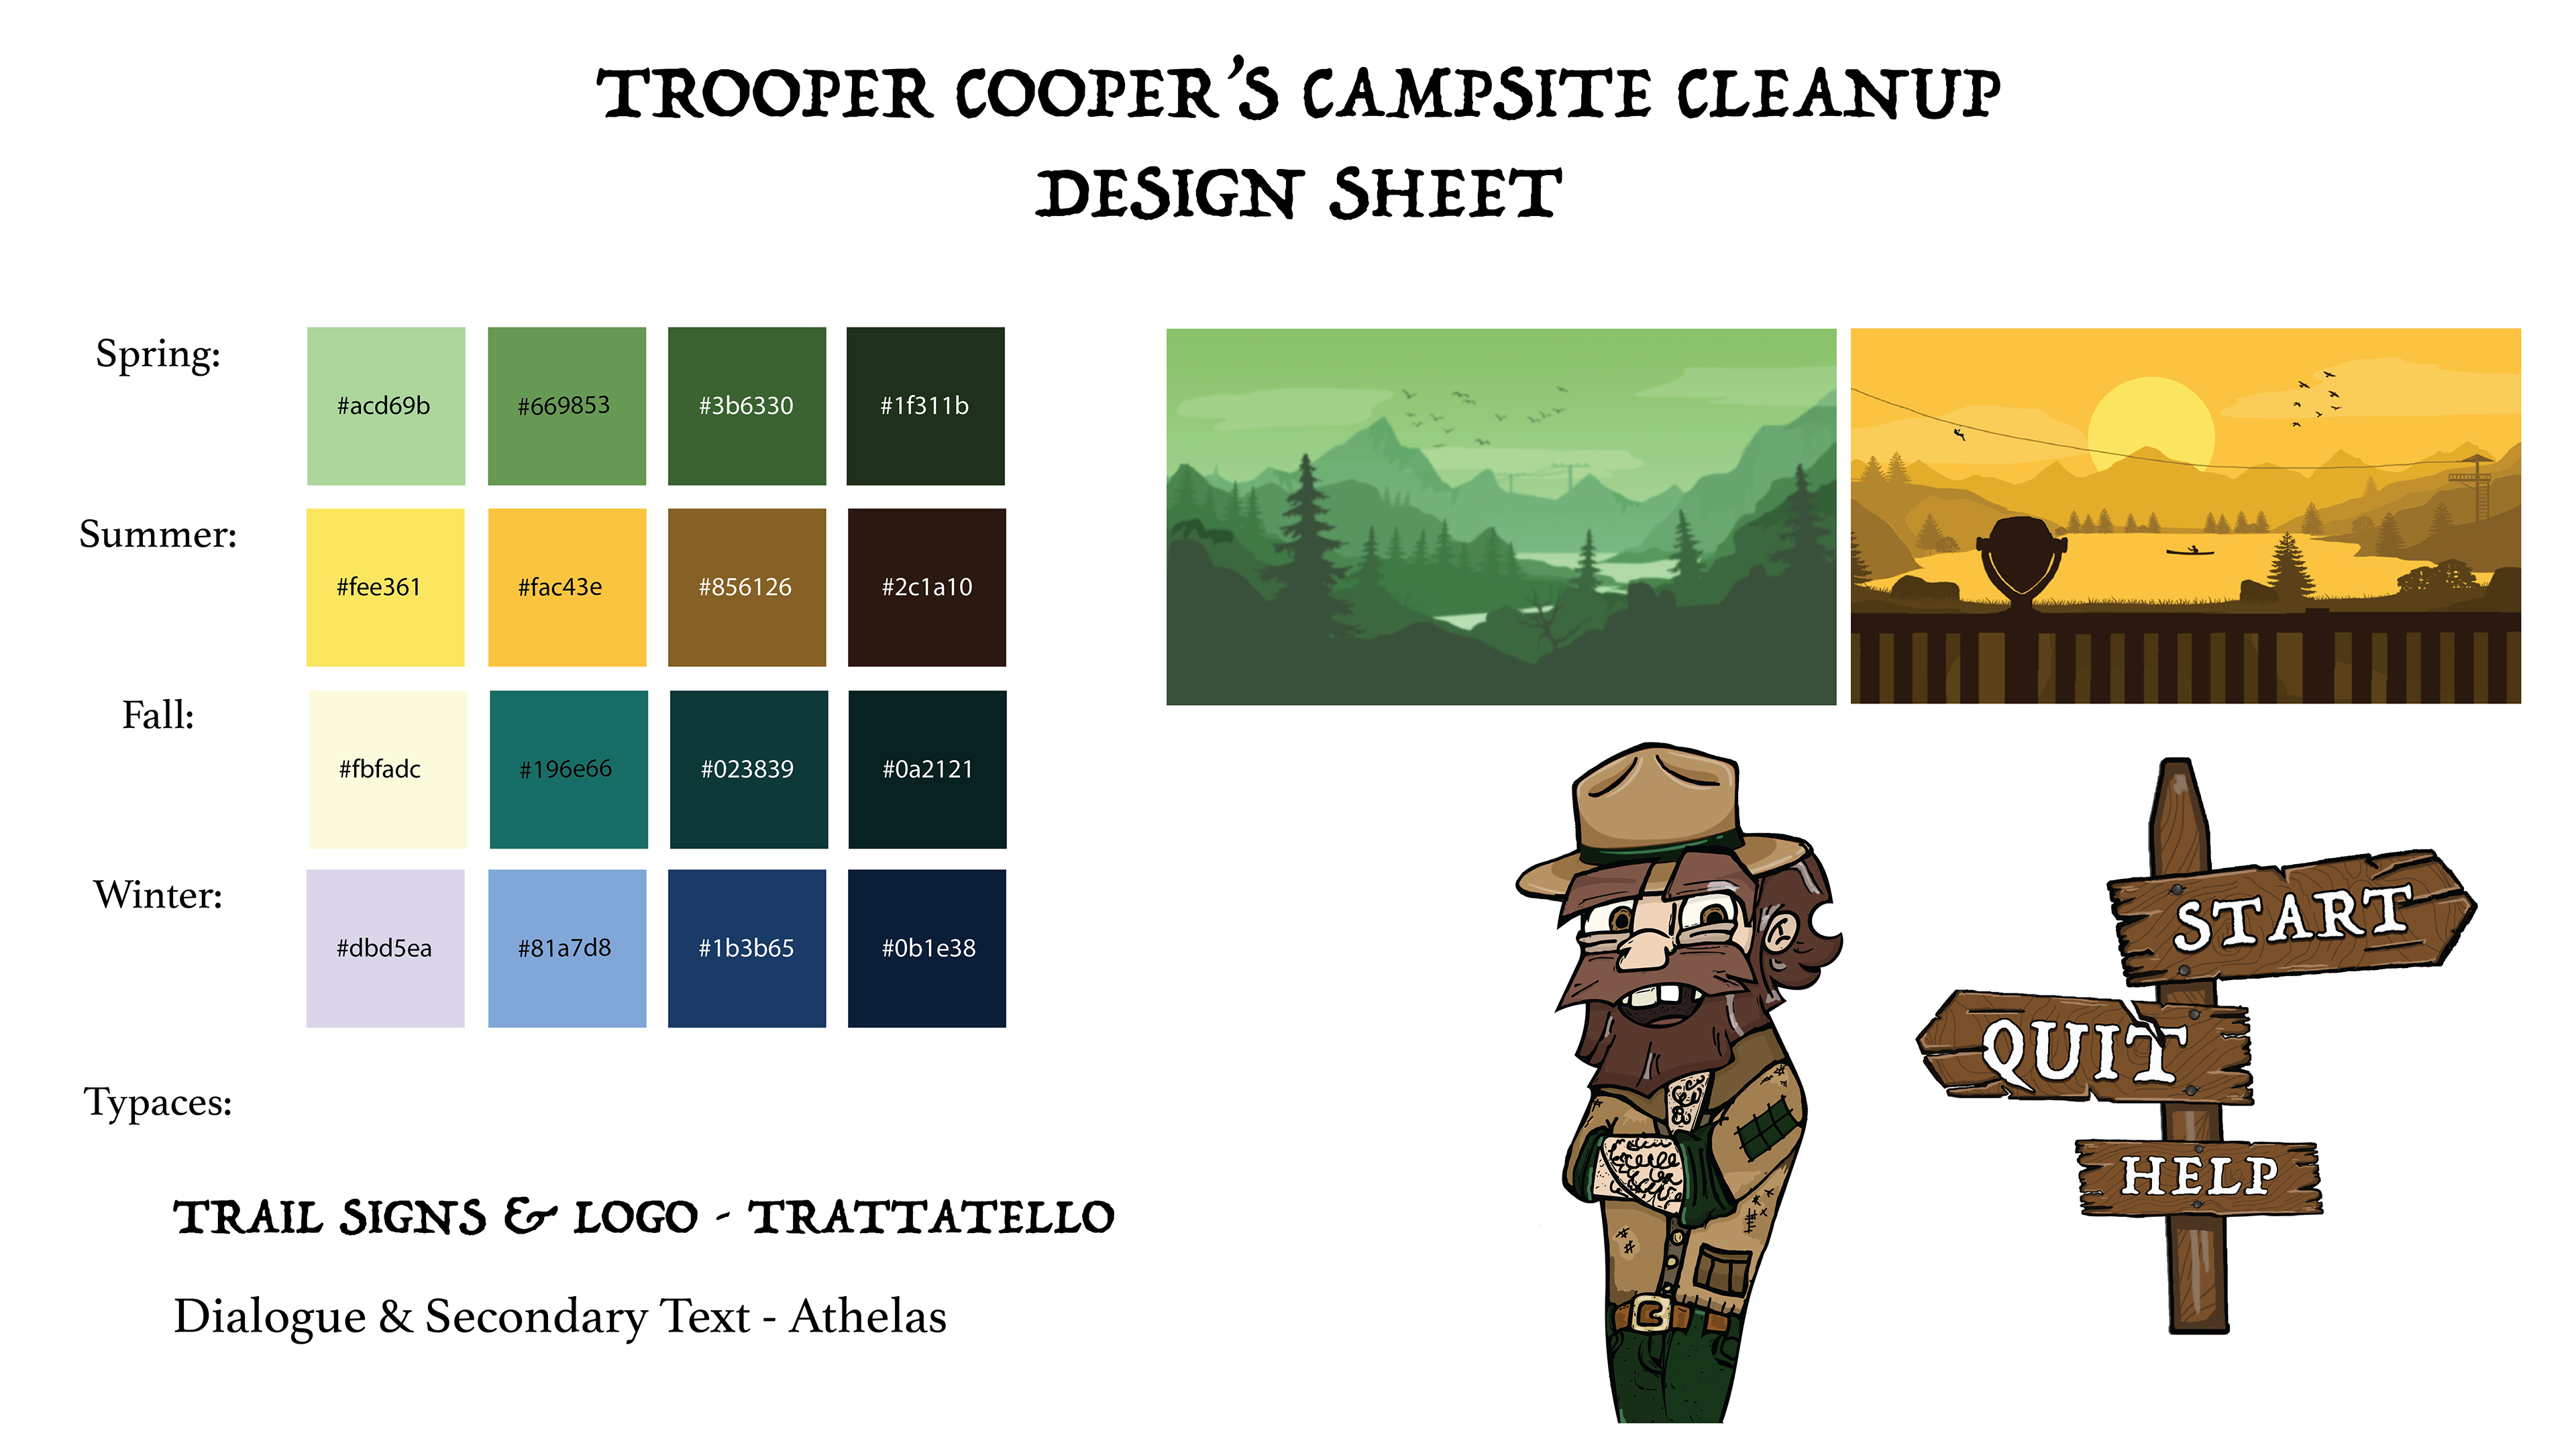 TROOPER COOPER'S CAMPSITE CLEANUP
DESIGN SHEET
Spring:
#acd69b #669853 #3b6330 #1f311b
Summer:
#fee361 #fac43e #856126 #2c1a10
Fall:
#fbfadc #196e66 #023839 #0a2121
Winter:
#dbd5ea #81a7d8 #1b3b65 #0b1e38
Typaces:
TRAIL SIGNS & LOGO - TRATTATELLO
Dialogue & Secondary Text - Athelas
START
QUIT
HELP
C